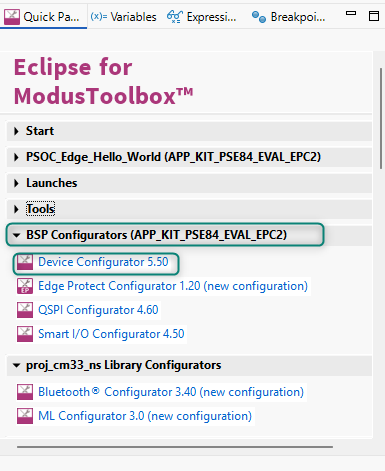 Quick Pa... Variables Expressi... Breakpoi...
Eclipse for
ModusToolbox™
Start
PSOC_Edge_Hello_World (APP_KIT_PSE84_EVAL_EPC2)
Launches
Tools
BSP Configurators (APP_KIT_PSE84_EVAL_EPC2)
Device Configurator 5.50
EP Edge Protect Configurator 1.20 (new configuration)
QSPI Configurator 4.60
Smart I/O Configurator 4.50
proj_cm33_ns Library Configurators
Bluetooth® Configurator 3.40 (new configuration)
ML Configurator 3.0 (new configuration)